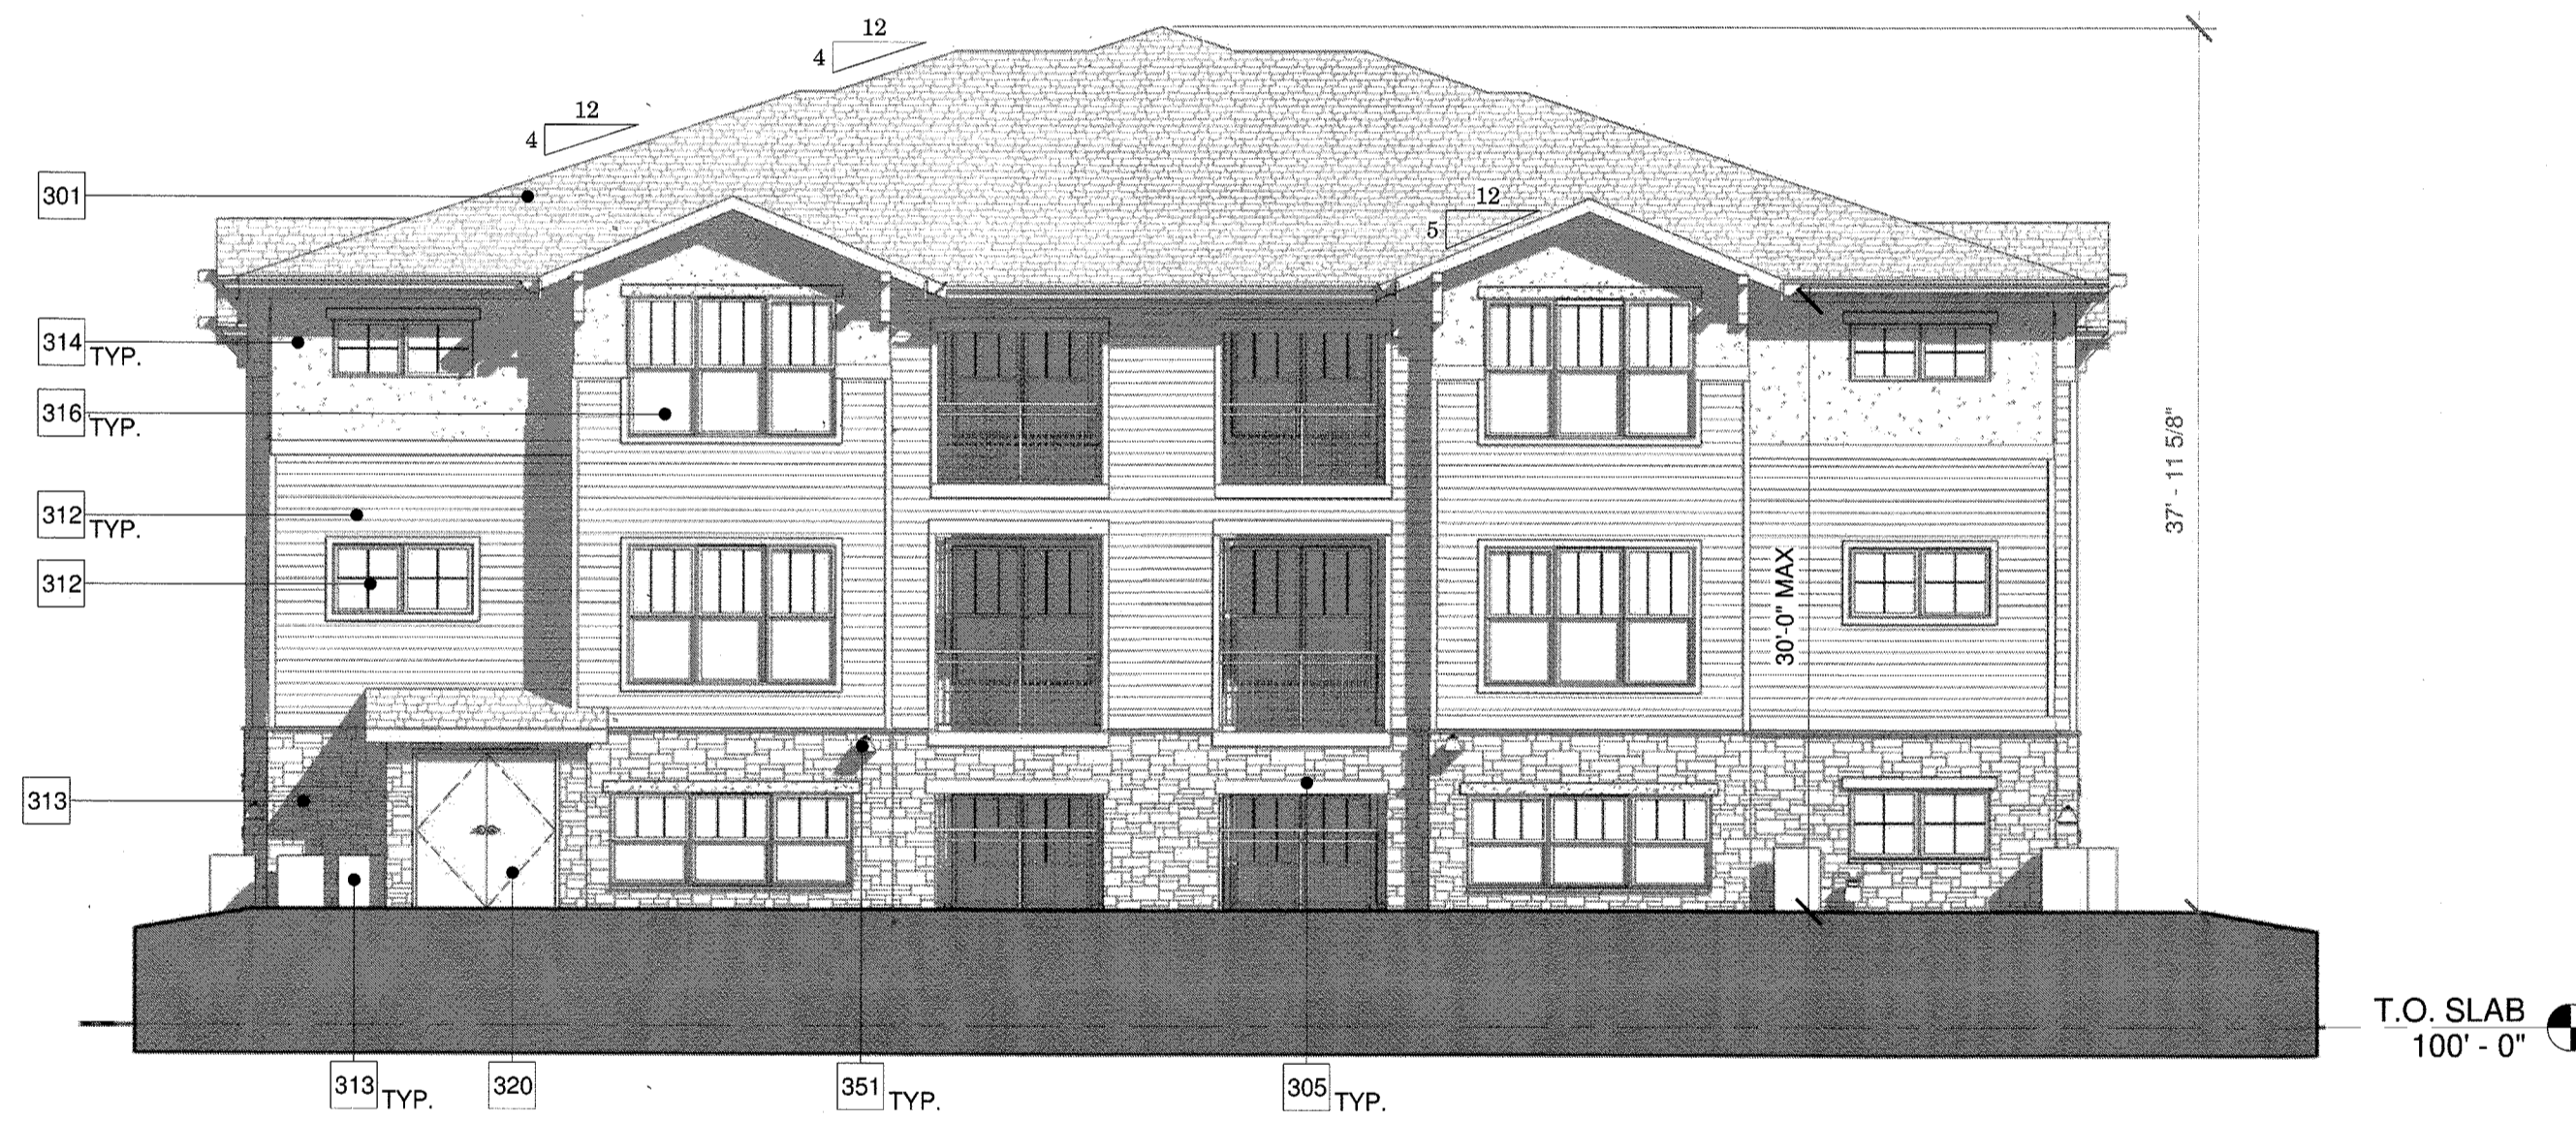 12
4
12
4
301
12
5
314 TYP.
316 TYP.
37' - 11 5/8"
312 TYP.
30'-0" MAX
312
313
T.O. SLAB
100' - 0"
313 TYP.
320
351 TYP.
305 TYP.